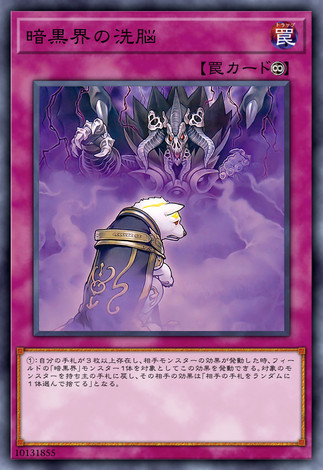 暗黒界の洗脳
トラップ
罠
【罠カード】
①：自分の手札が３枚以上存在し、相手モンスターの効果が発動した時、フィー
ルドの「暗黒界」モンスター１体を対象としてこの効果を発動できる。対象のモ
ンスターを持ち主の手札に戻し、その相手の効果は「相手の手札をランダムに
１体選んで捨てる」となる。
10131855